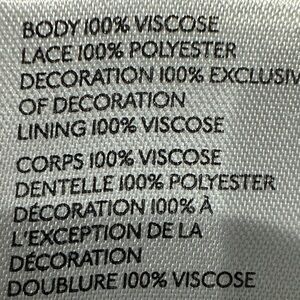 BODY 100% VISCOSE
LACE 100% POLYESTER
DECORATION 100% EXCLUSIV
OF DECORATION
LINING 100% VISCOSE
CORPS 100% VISCOSE
DENTELLE 100% POLYESTER
DÉCORATION 100% À
L'EXCEPTION DE LA
DÉCORATION
DOUBLURE 100% VISCOSE